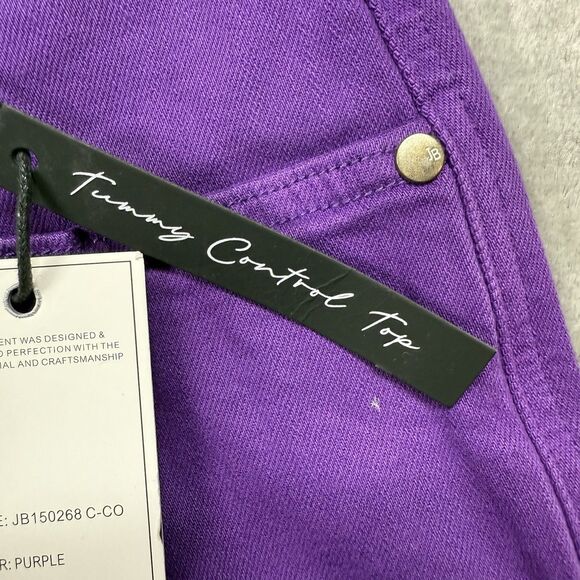 JB
Tummy Control Top
ENT WAS DESIGNED &
PERFECTION WITH THE
IAL AND CRAFTSMANSHIP
E: JB150268 C-CO
R: PURPLE